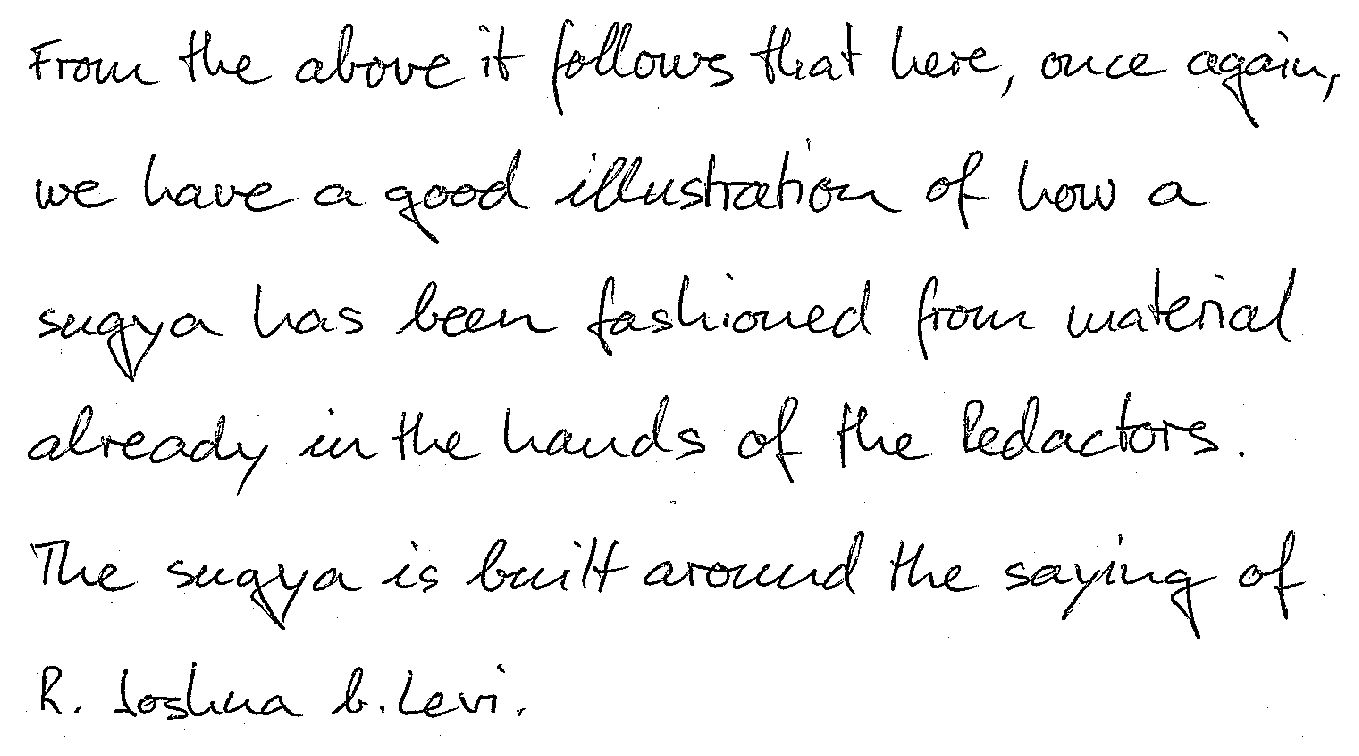 From the above it follows that here, once again,
we have a good illustration of how a
sugya has been fashioned from material
already in the hands of the Redactors.
The sugya is built around the saying of
R. Joshua b. Levi.